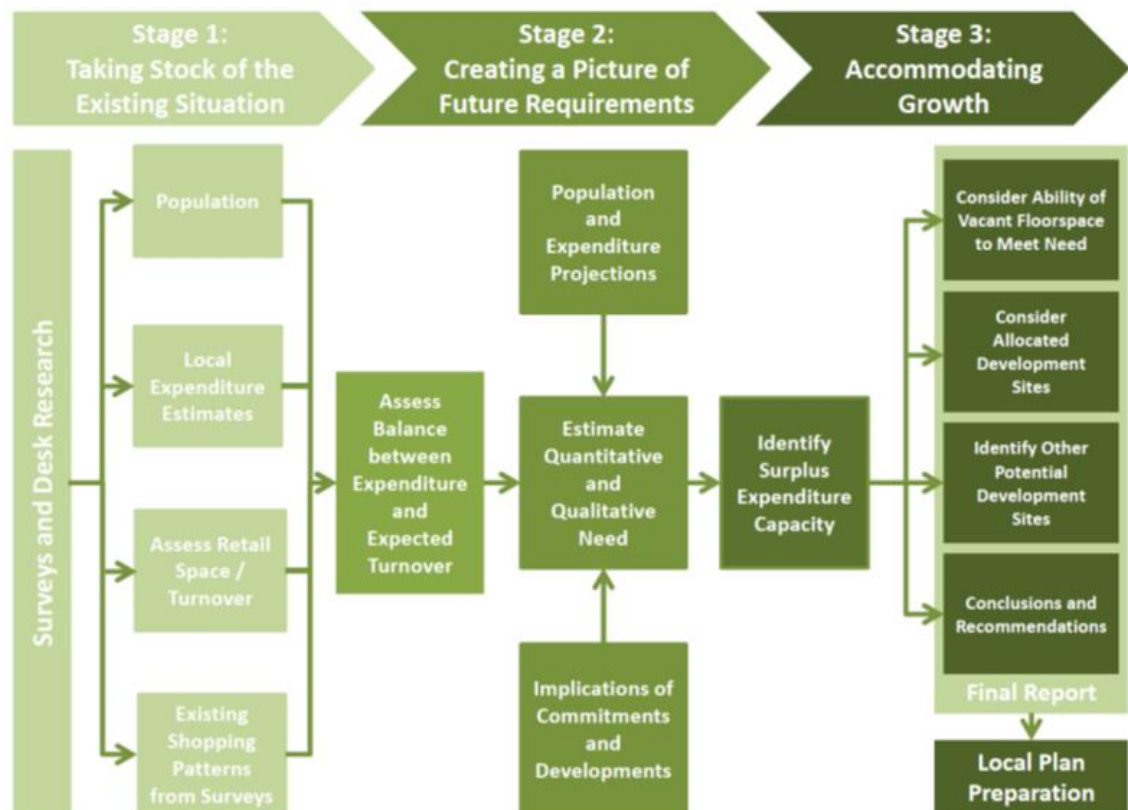 Stage 1:
Taking Stock of the
Existing Situation
Stage 2:
Creating a Picture of
Future Requirements
Stage 3:
Accommodating
Growth
Surveys and Desk Research
Population
Local
Expenditure
Estimates
Assess Retail
Space /
Turnover
Existing
Shopping
Patterns
from Surveys
Assess
Balance
between
Expenditure
and
Expected
Turnover
Population
and
Expenditure
Projections
Estimate
Quantitative
and
Qualitative
Need
Implications of
Commitments
and
Developments
Identify
Surplus
Expenditure
Capacity
Consider Ability of
Vacant Floorspace
to Meet Need
Consider
Allocated
Development
Sites
Identify Other
Potential
Development
Sites
Conclusions and
Recommendations
Final Report
Local Plan
Preparation